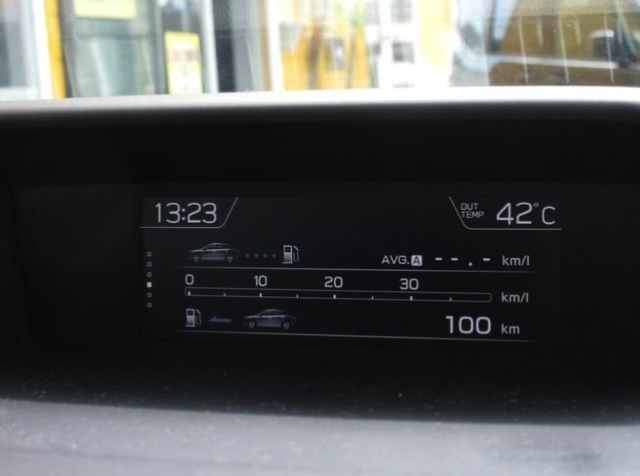 13:23
OUT TEMP 42°C
AVG. A --.- km/l
0 10 20 30
km/l
100 km